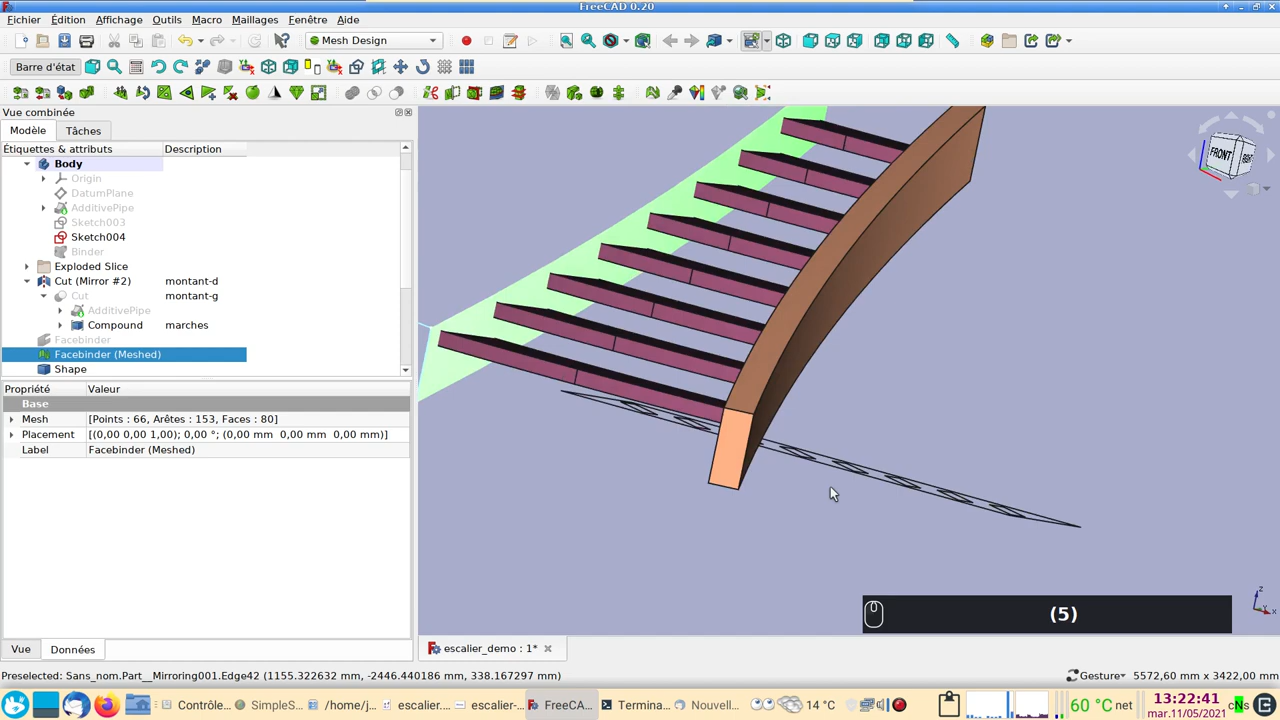 FreeCAD 0.20
Fichier Édition Affichage Outils Macro Maillages Fenêtre Aide
Mesh Design
Barre d'état
Vue combinée
Modèle Tâches
Étiquettes & attributs Description
Body
Origin
DatumPlane
AdditivePipe
Sketch003
Sketch004
Binder
Exploded Slice
Cut (Mirror #2) montant-d
Cut montant-g
AdditivePipe
Compound marches
Facebinder
Facebinder (Meshed)
Shape
Propriété Valeur
Base
Mesh [Points : 66, Arêtes : 153, Faces : 80]
Placement [(0,00 0,00 1,00); 0,00 °; (0,00 mm 0,00 mm 0,00 mm)]
Label Facebinder (Meshed)
FRONT
(5)
Vue Données
escalier_demo : 1*
Preselected: Sans_nom.Part__Mirroring001.Edge42 (1155.322632 mm, -2446.440186 mm, 338.167297 mm)
Gesture 5572,60 mm x 3422,00 mm
Contrôle... SimpleS... /home/j... escalier... escalier-... FreeCA... Termina... Nouvell... 14 °C 60 °C net 13:22:41
mar.11/05/2021